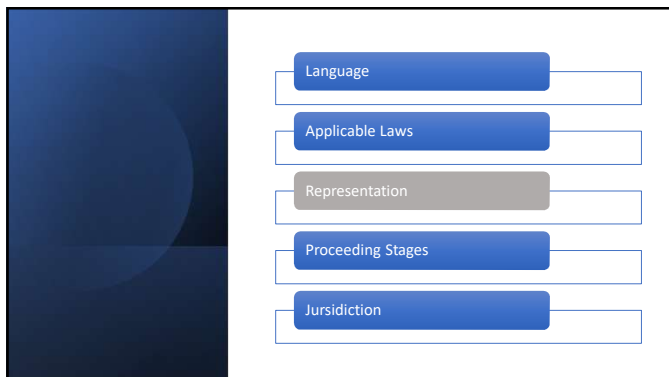 Language
Applicable Laws
Representation
Proceeding Stages
Jursidiction